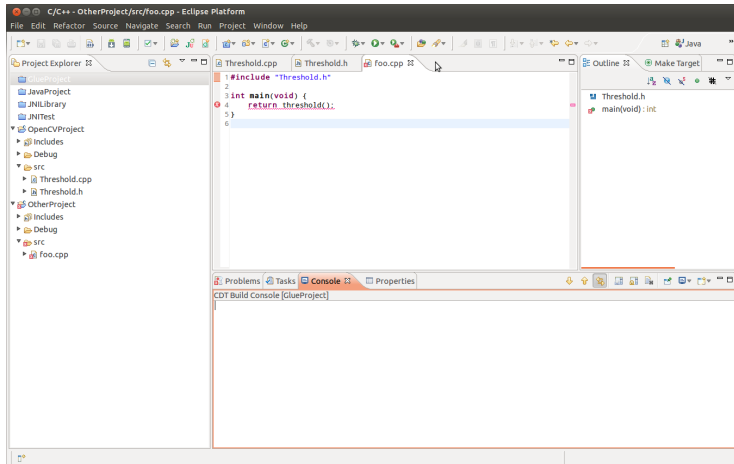 C/C++ - OtherProject/src/foo.cpp - Eclipse Platform
File Edit Refactor Source Navigate Search Run Project Window Help
Java
Project Explorer
GlueProject
JavaProject
JNILibrary
JNITest
OpenCVProject
Includes
Debug
src
Threshold.cpp
Threshold.h
OtherProject
Includes
Debug
src
foo.cpp
Threshold.cpp Threshold.h foo.cpp
1 #include "Threshold.h"
2
3 int main(void) {
4 return threshold();
5 }
6
Outline Make Target
Threshold.h
main(void) : int
Problems Tasks Console Properties
CDT Build Console [GlueProject]